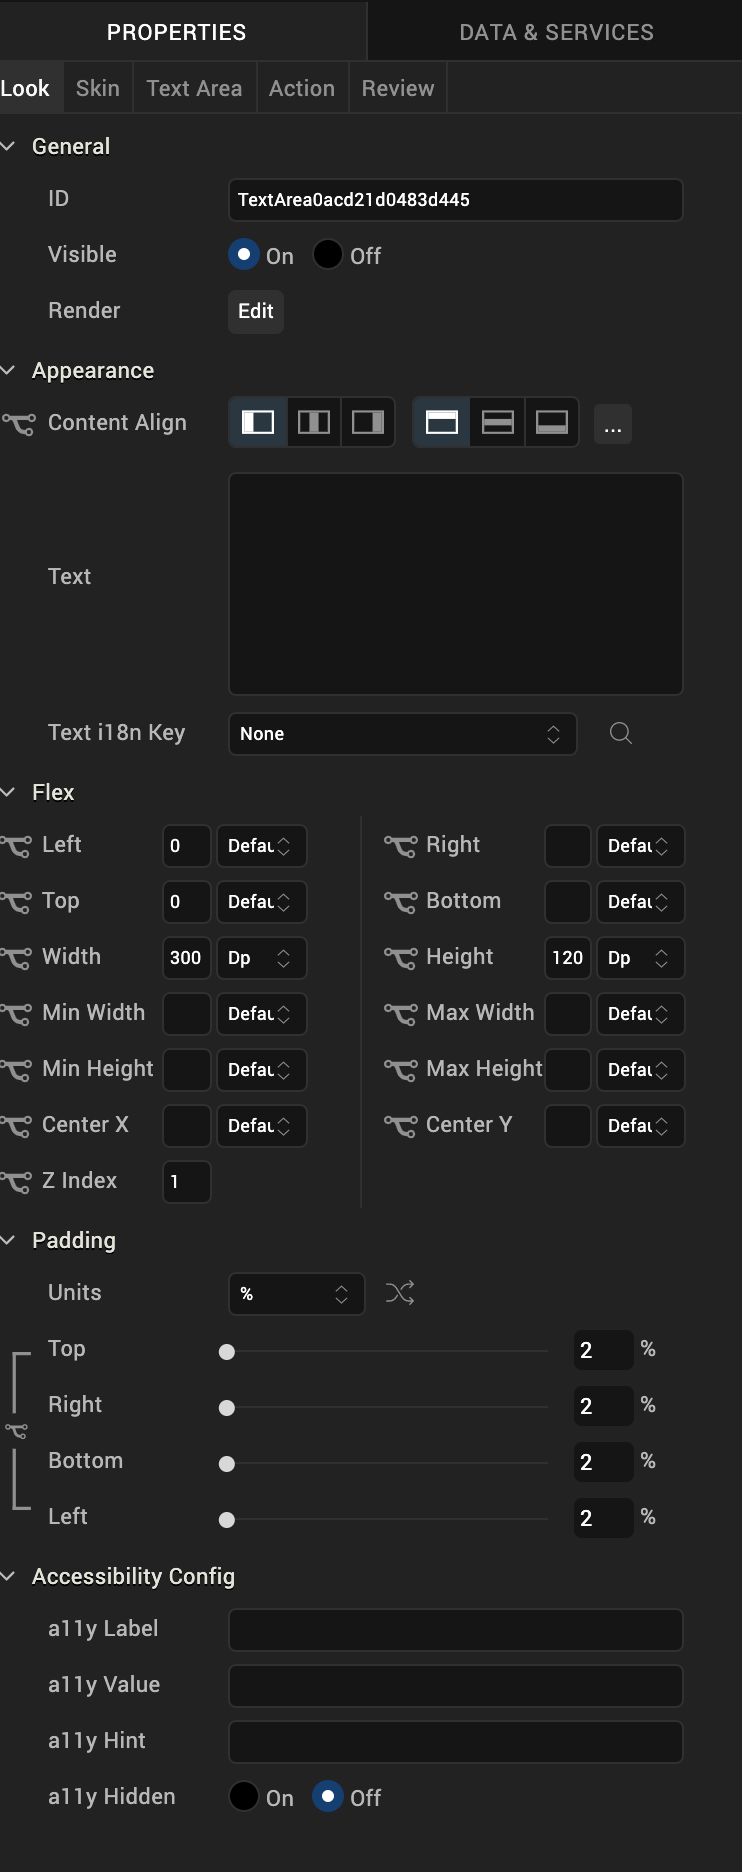 PROPERTIES DATA & SERVICES
Look Skin Text Area Action Review
General
ID TextArea0acd21d0483d445
Visible On Off
Render Edit
Appearance
Content Align ...
Text
Text i18n Key None
Flex
Left 0 Defau Right Defau
Top 0 Defau Bottom Defau
Width 300 Dp Height 120 Dp
Min Width Defau Max Width Defau
Min Height Defau Max Height Defau
Center X Defau Center Y Defau
Z Index 1
Padding
Units %
Top 2 %
Right 2 %
Bottom 2 %
Left 2 %
Accessibility Config
a11y Label
a11y Value
a11y Hint
a11y Hidden On Off